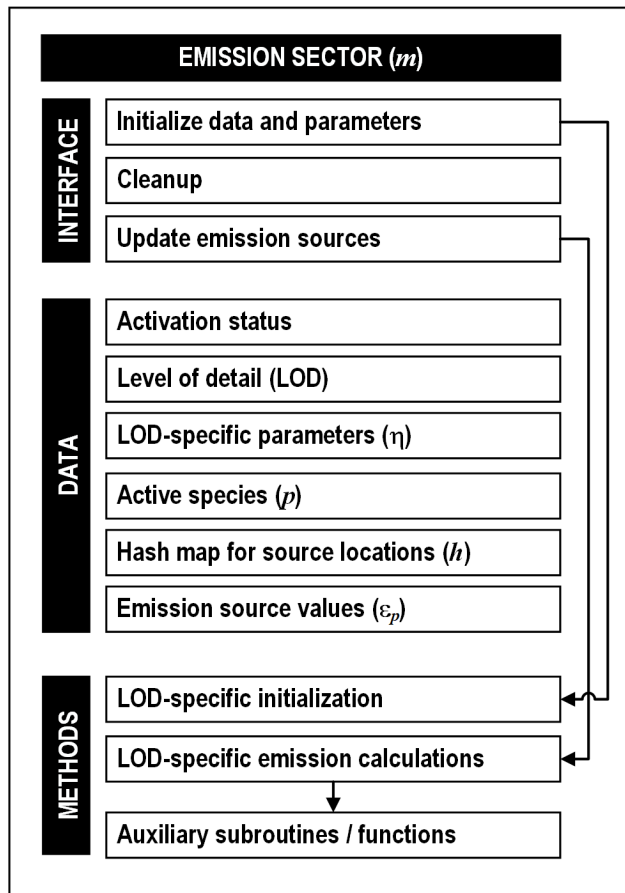 EMISSION SECTOR (m)
INTERFACE
Initialize data and parameters
Cleanup
Update emission sources
DATA
Activation status
Level of detail (LOD)
LOD-specific parameters (η)
Active species (p)
Hash map for source locations (h)
Emission source values (εp)
METHODS
LOD-specific initialization
LOD-specific emission calculations
Auxiliary subroutines / functions